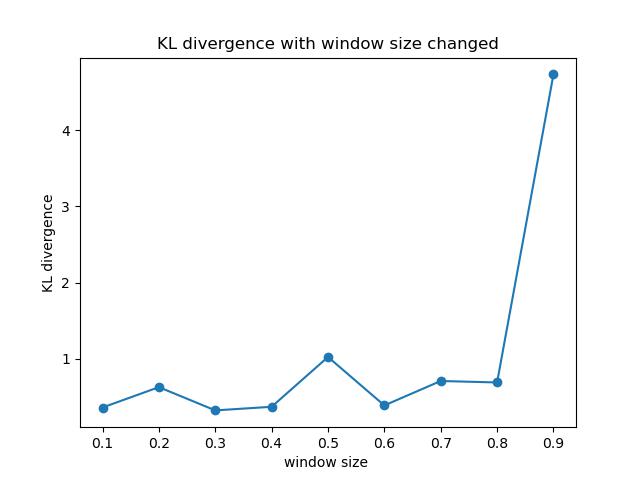 KL divergence with window size changed
KL divergence
4
3
2
1
0.1 0.2 0.3 0.4 0.5 0.6 0.7 0.8 0.9
window size